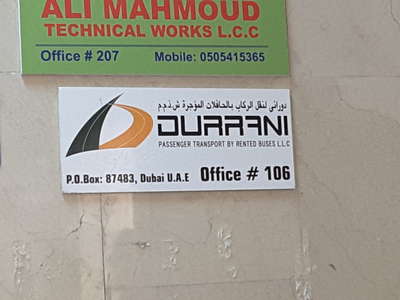 ALI MAHMOUD
TECHNICAL WORKS L.C.C
Office # 207 Mobile: 0505415365
دوراني لنقل الركاب بالحافلات المؤجرة ش.ذ.م.م
DURRANI
PASSENGER TRANSPORT BY RENTED BUSES L.L.C
P.O.Box: 87483, Dubai U.A.E Office # 106